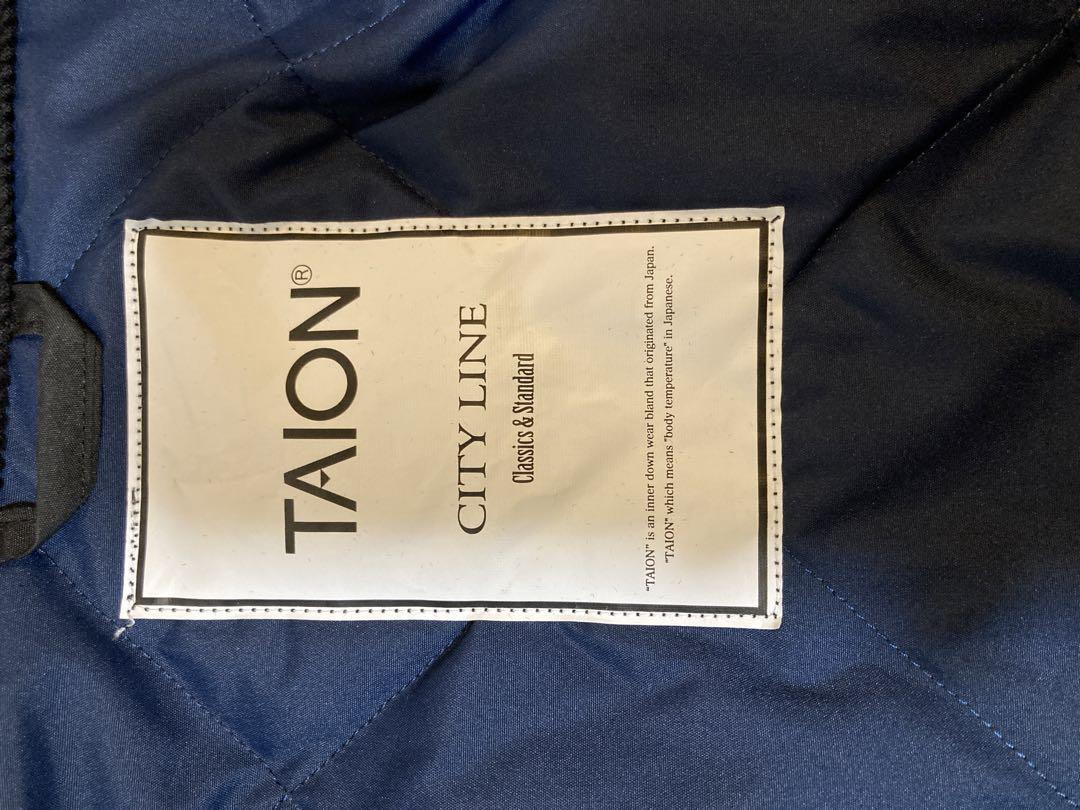 TAION®
CITY LINE
Classics & Standard
"TAION" is an inner down wear bland that originated from Japan.
"TAION" which means "body temperature" in Japanese.